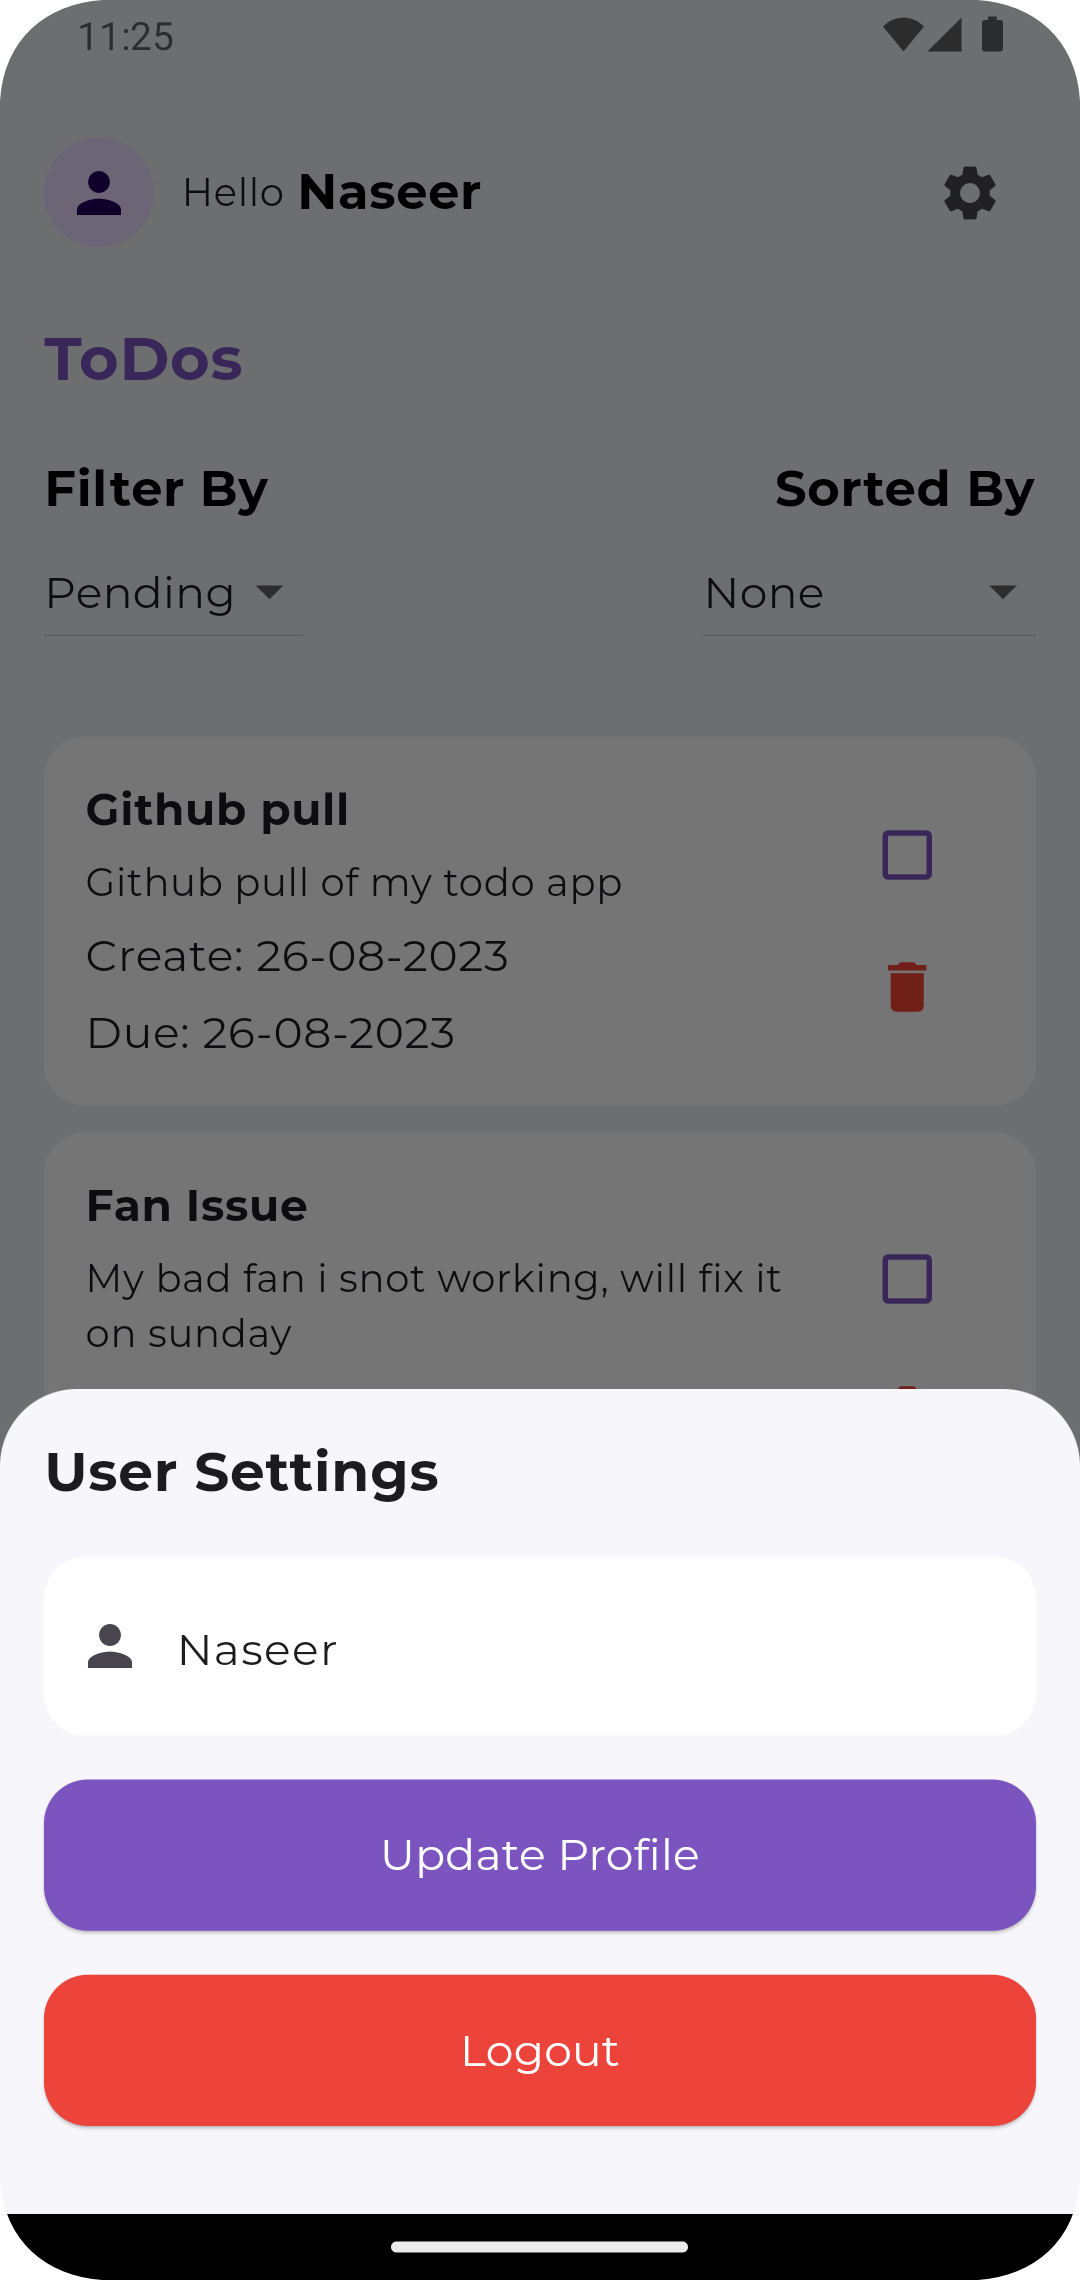 11:25
Hello Naseer
ToDos
Filter By
Sorted By
Pending
None
Github pull
Github pull of my todo app
Create: 26-08-2023
Due: 26-08-2023
Fan Issue
My bad fan i snot working, will fix it
on sunday
User Settings
Naseer
Update Profile
Logout